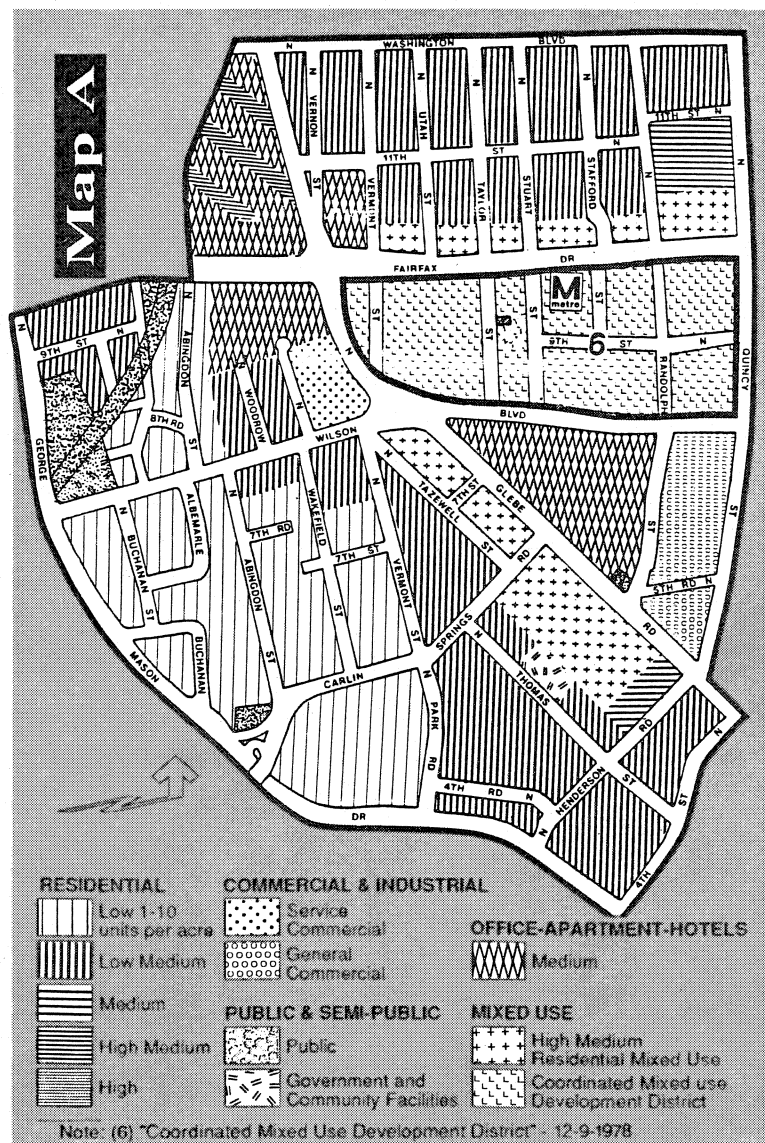 Map A
N WASHINGTON BLVD
N VERNON
N
N UTAH
N
N
N
N
11TH ST N
11TH ST N
ST
VERMONT
ST
TAYLOR
STUART
STAFFORD
FAIRFAX DR
M
metro
ST
ST
ST
ST
6
9TH ST N
RANDOLPH
QUINCY
N
9TH ST N
N ABINGDON ST
8TH RD
N GEORGE
N WOODROW
N
N
WILSON BLVD
N TAZEWELL ST
7TH ST
GLEBE RD
ST
ST
5TH RD N
N BUCHANAN ST
ALBEMARLE
N ABINGDON ST
7TH RD
WAKEFIELD ST
7TH ST
N VERMONT ST
BUCHANAN
MASON DR
CARLIN SPRINGS RD
N THOMAS ST
N PARK RD
4TH RD N
N HENDERSON RD
N
4TH ST
RESIDENTIAL
Low 1-10
units per acre
Low Medium
Medium
High Medium
High
COMMERCIAL & INDUSTRIAL
Service
Commercial
General
Commercial
PUBLIC & SEMI-PUBLIC
Public
Government and
Community Facilities
OFFICE-APARTMENT-HOTELS
Medium
MIXED USE
High Medium
Residential Mixed Use
Coordinated Mixed use
Development District
Note: (6) "Coordinated Mixed Use Development District" - 12-9-1978